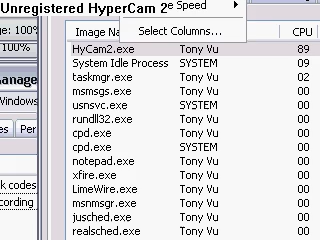 Unregistered HyperCam 2
Speed
Select Columns...
Image Na
CPU
HyCam2.exe Tony Vu 89
System Idle Process SYSTEM 09
taskmgr.exe Tony Vu 02
msmsgs.exe Tony Vu 00
usnsvc.exe SYSTEM 00
rundll32.exe Tony Vu 00
cpd.exe Tony Vu 00
cpd.exe SYSTEM 00
notepad.exe Tony Vu 00
xfire.exe Tony Vu 00
LimeWire.exe Tony Vu 00
msnmsgr.exe Tony Vu 00
jusched.exe Tony Vu 00
realsched.exe Tony Vu 00
100%
anage
Windows
es Per
k codes
cording